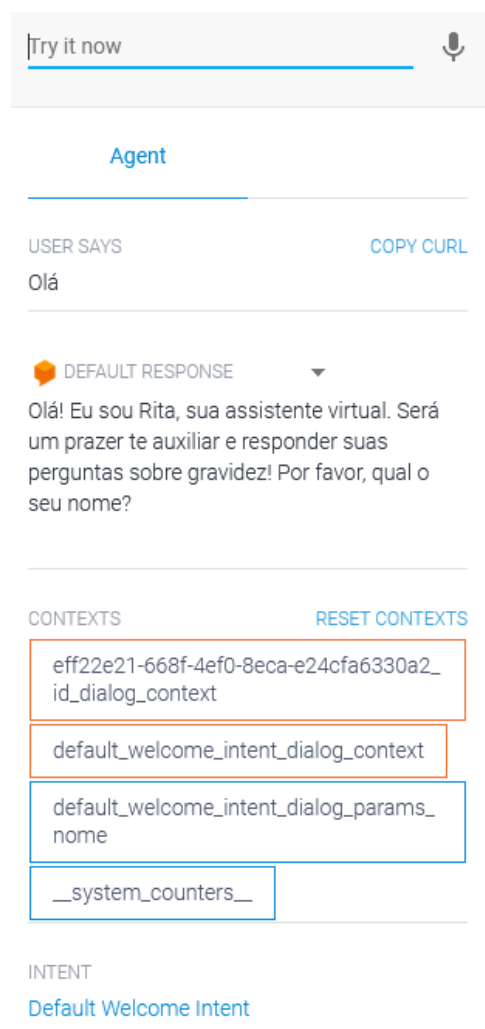 Try it now
Agent
USER SAYS
COPY CURL
Olá
DEFAULT RESPONSE
Olá! Eu sou Rita, sua assistente virtual. Será
um prazer te auxiliar e responder suas
perguntas sobre gravidez! Por favor, qual o
seu nome?
CONTEXTS
RESET CONTEXTS
eff22e21-668f-4ef0-8eca-e24cfa6330a2_
id_dialog_context
default_welcome_intent_dialog_context
default_welcome_intent_dialog_params_
nome
__system_counters__
INTENT
Default Welcome Intent